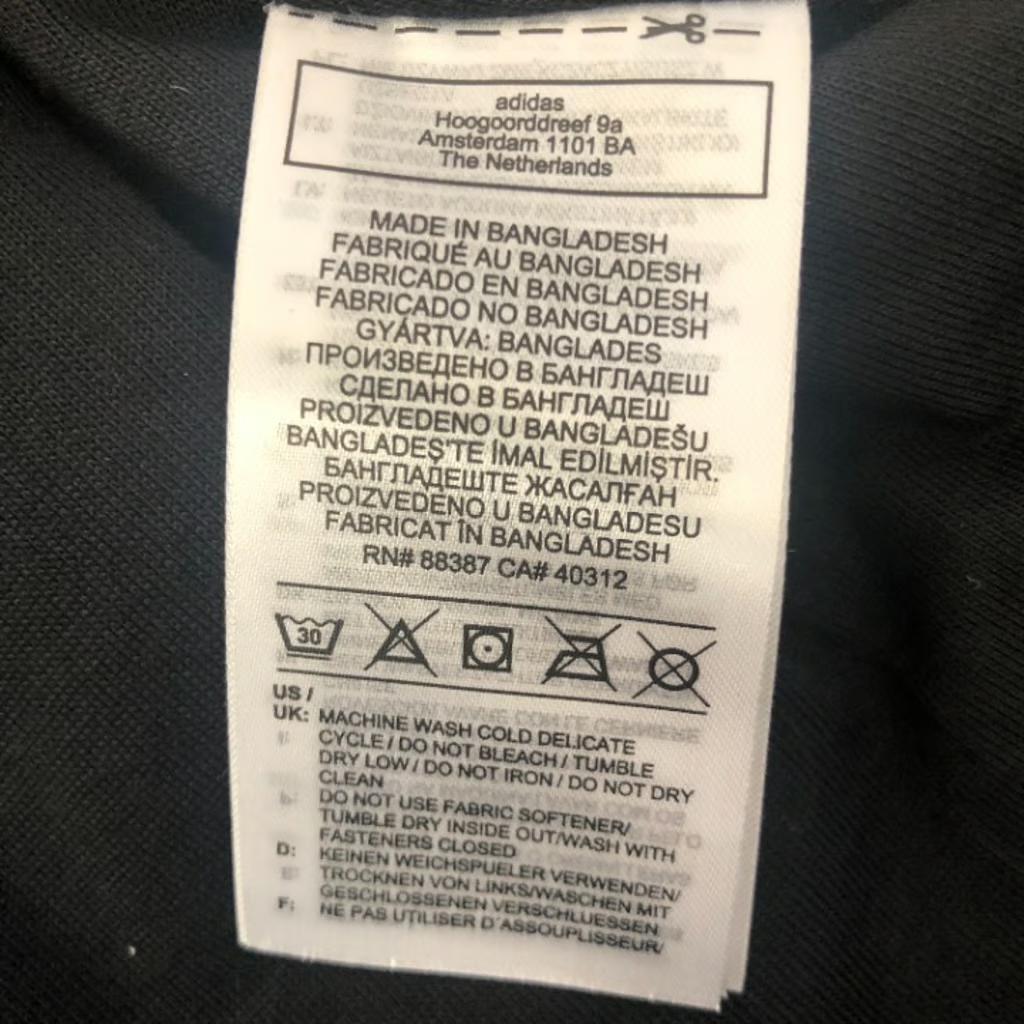 adidas
Hoogoorddreef 9a
Amsterdam 1101 BA
The Netherlands
MADE IN BANGLADESH
FABRIQUÉ AU BANGLADESH
FABRICADO EN BANGLADESH
FABRICADO NO BANGLADESH
GYÁRTVA: BANGLADES
ПРОИЗВЕДЕНО В БАНГЛАДЕШ
СДЕЛАНО В БАНГЛАДЕШ
PROIZVEDENO U BANGLADEŠU
BANGLADEŞ'TE İMAL EDİLMİŞTİR.
БАНГЛАДЕШТЕ ЖАСАЛҒАН
PROIZVEDENO U BANGLADESU
FABRICAT ÎN BANGLADESH
RN# 88387 CA# 40312
30
US /
UK: MACHINE WASH COLD DELICATE
CYCLE / DO NOT BLEACH / TUMBLE
DRY LOW / DO NOT IRON / DO NOT DRY
CLEAN
DO NOT USE FABRIC SOFTENER/
TUMBLE DRY INSIDE OUT/WASH WITH
FASTENERS CLOSED
D: KEINEN WEICHSPUELER VERWENDEN/
TROCKNEN VON LINKS/WASCHEN MIT
GESCHLOSSENEN VERSCHLUESSEN
F: NE PAS UTILISER D´ASSOUPLISSEUR/